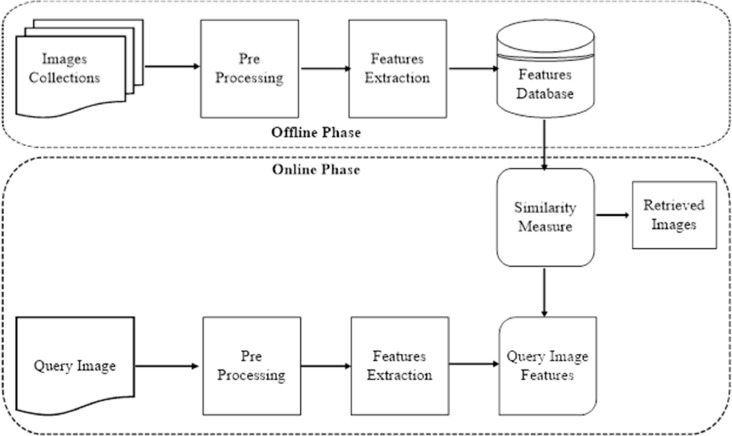 Images
Collections
Pre
Processing
Features
Extraction
Features
Database
Offline Phase
Online Phase
Similarity
Measure
Retrieved
Images
Query Image
Pre
Processing
Features
Extraction
Query Image
Features